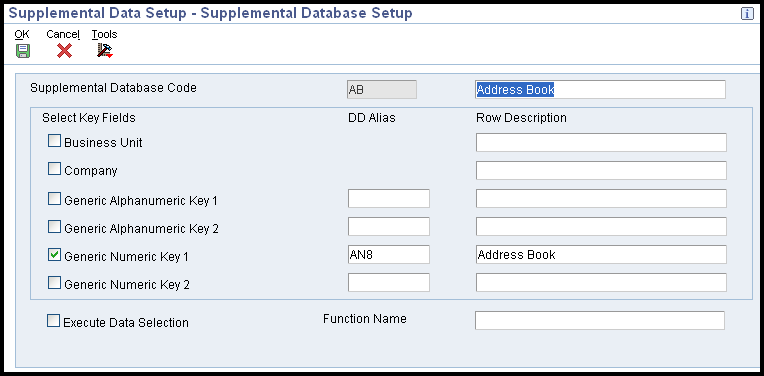 Supplemental Data Setup - Supplemental Database Setup
OK Cancel Tools
Supplemental Database Code AB Address Book
Select Key Fields DD Alias Row Description
Business Unit
Company
Generic Alphanumeric Key 1
Generic Alphanumeric Key 2
Generic Numeric Key 1 AN8 Address Book
Generic Numeric Key 2
Execute Data Selection Function Name